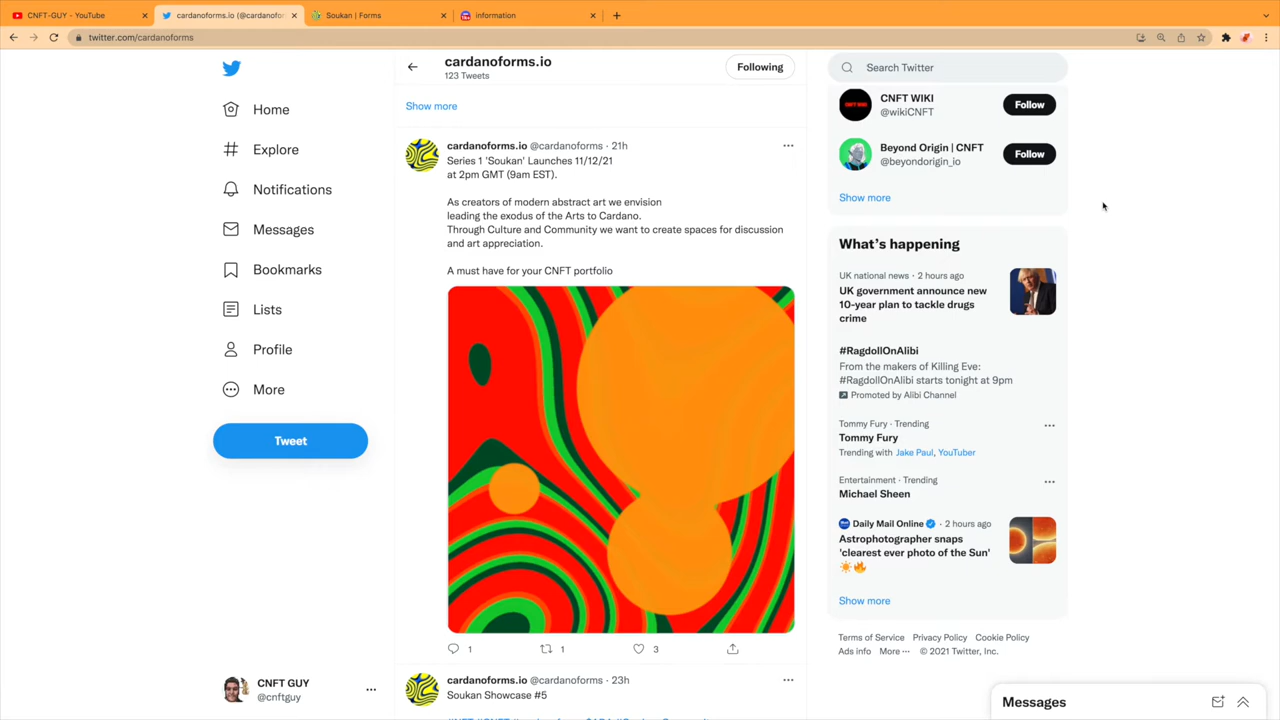 CNFT-GUY - YouTube
cardanoforms.io (@cardanofor
Soukan | Forms
information
twitter.com/cardanoforms
Home
Explore
Notifications
Messages
Bookmarks
Lists
Profile
More
Tweet
CNFT GUY
@cnftguy
cardanoforms.io
123 Tweets
Following
Show more
cardanoforms.io @cardanoforms · 21h
Series 1 'Soukan' Launches 11/12/21
at 2pm GMT (9am EST).
As creators of modern abstract art we envision
leading the exodus of the Arts to Cardano.
Through Culture and Community we want to create spaces for discussion
and art appreciation.
A must have for your CNFT portfolio
1
1
3
cardanoforms.io @cardanoforms · 23h
Soukan Showcase #5
Search Twitter
CNFT WIKI
@wikiCNFT
Follow
Beyond Origin | CNFT
@beyondorigin_io
Follow
Show more
What's happening
UK national news · 2 hours ago
UK government announce new
10-year plan to tackle drugs
crime
#RagdollOnAlibi
From the makers of Killing Eve:
#RagdollOnAlibi starts tonight at 9pm
Promoted by Alibi Channel
Tommy Fury · Trending
Tommy Fury
Trending with Jake Paul, YouTube
Entertainment · Trending
Michael Sheen
Daily Mail Online · 2 hours ago
Astrophotographer snaps
'clearest ever photo of the Sun'
Show more
Terms of Service Privacy Policy Cookie Policy
Ads info More ··· © 2021 Twitter, Inc.
Messages